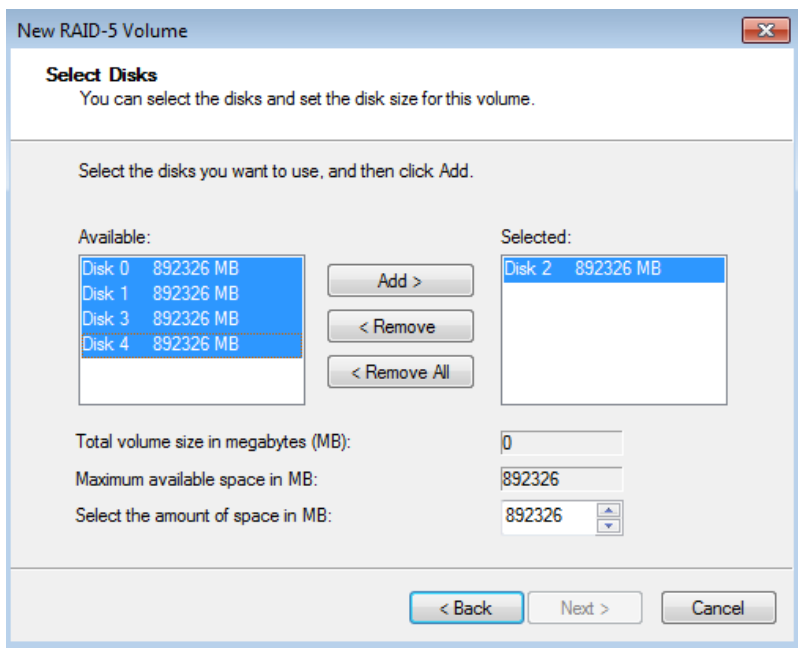 New RAID-5 Volume
Select Disks
You can select the disks and set the disk size for this volume.
Select the disks you want to use, and then click Add.
Available:
Selected:
Disk 0 892326 MB
Disk 1 892326 MB
Disk 3 892326 MB
Disk 4 892326 MB
Add >
< Remove
< Remove All
Disk 2 892326 MB
Total volume size in megabytes (MB): 0
Maximum available space in MB: 892326
Select the amount of space in MB: 892326
< Back Next > Cancel